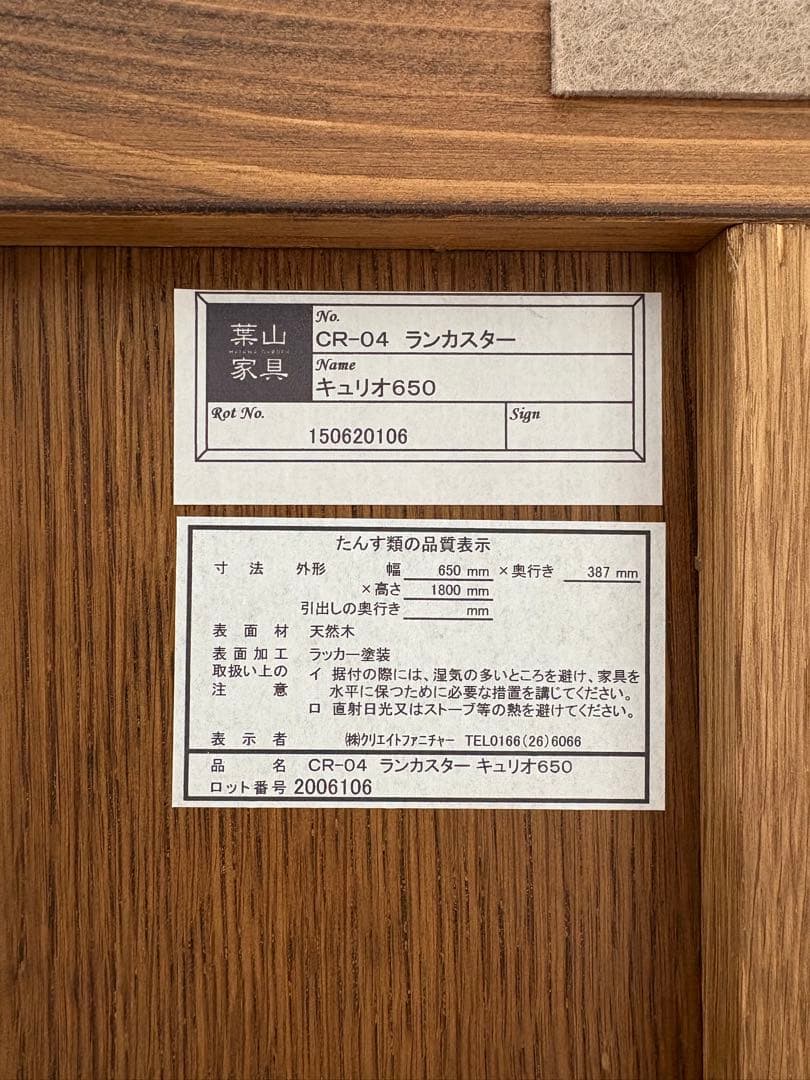 葉山
家具
No.
CR-04 ランカスター
Name
キュリオ650
Rot No.
150620106
Sign
たんす類の品質表示
寸法 外形 幅 650 mm ×奥行き 387 mm
×高さ 1800 mm
引出しの奥行き mm
表面材 天然木
表面加工 ラッカー塗装
取扱い上の イ 据付の際には、湿気の多いところを避け、家具を
注意 水平に保つために必要な措置を講じてください。
ロ 直射日光又はストーブ等の熱を避けてください。
表示者 ㈱クリエイトファニチャー TEL0166(26)6066
品名 CR-04 ランカスター キュリオ650
ロット番号 2006106